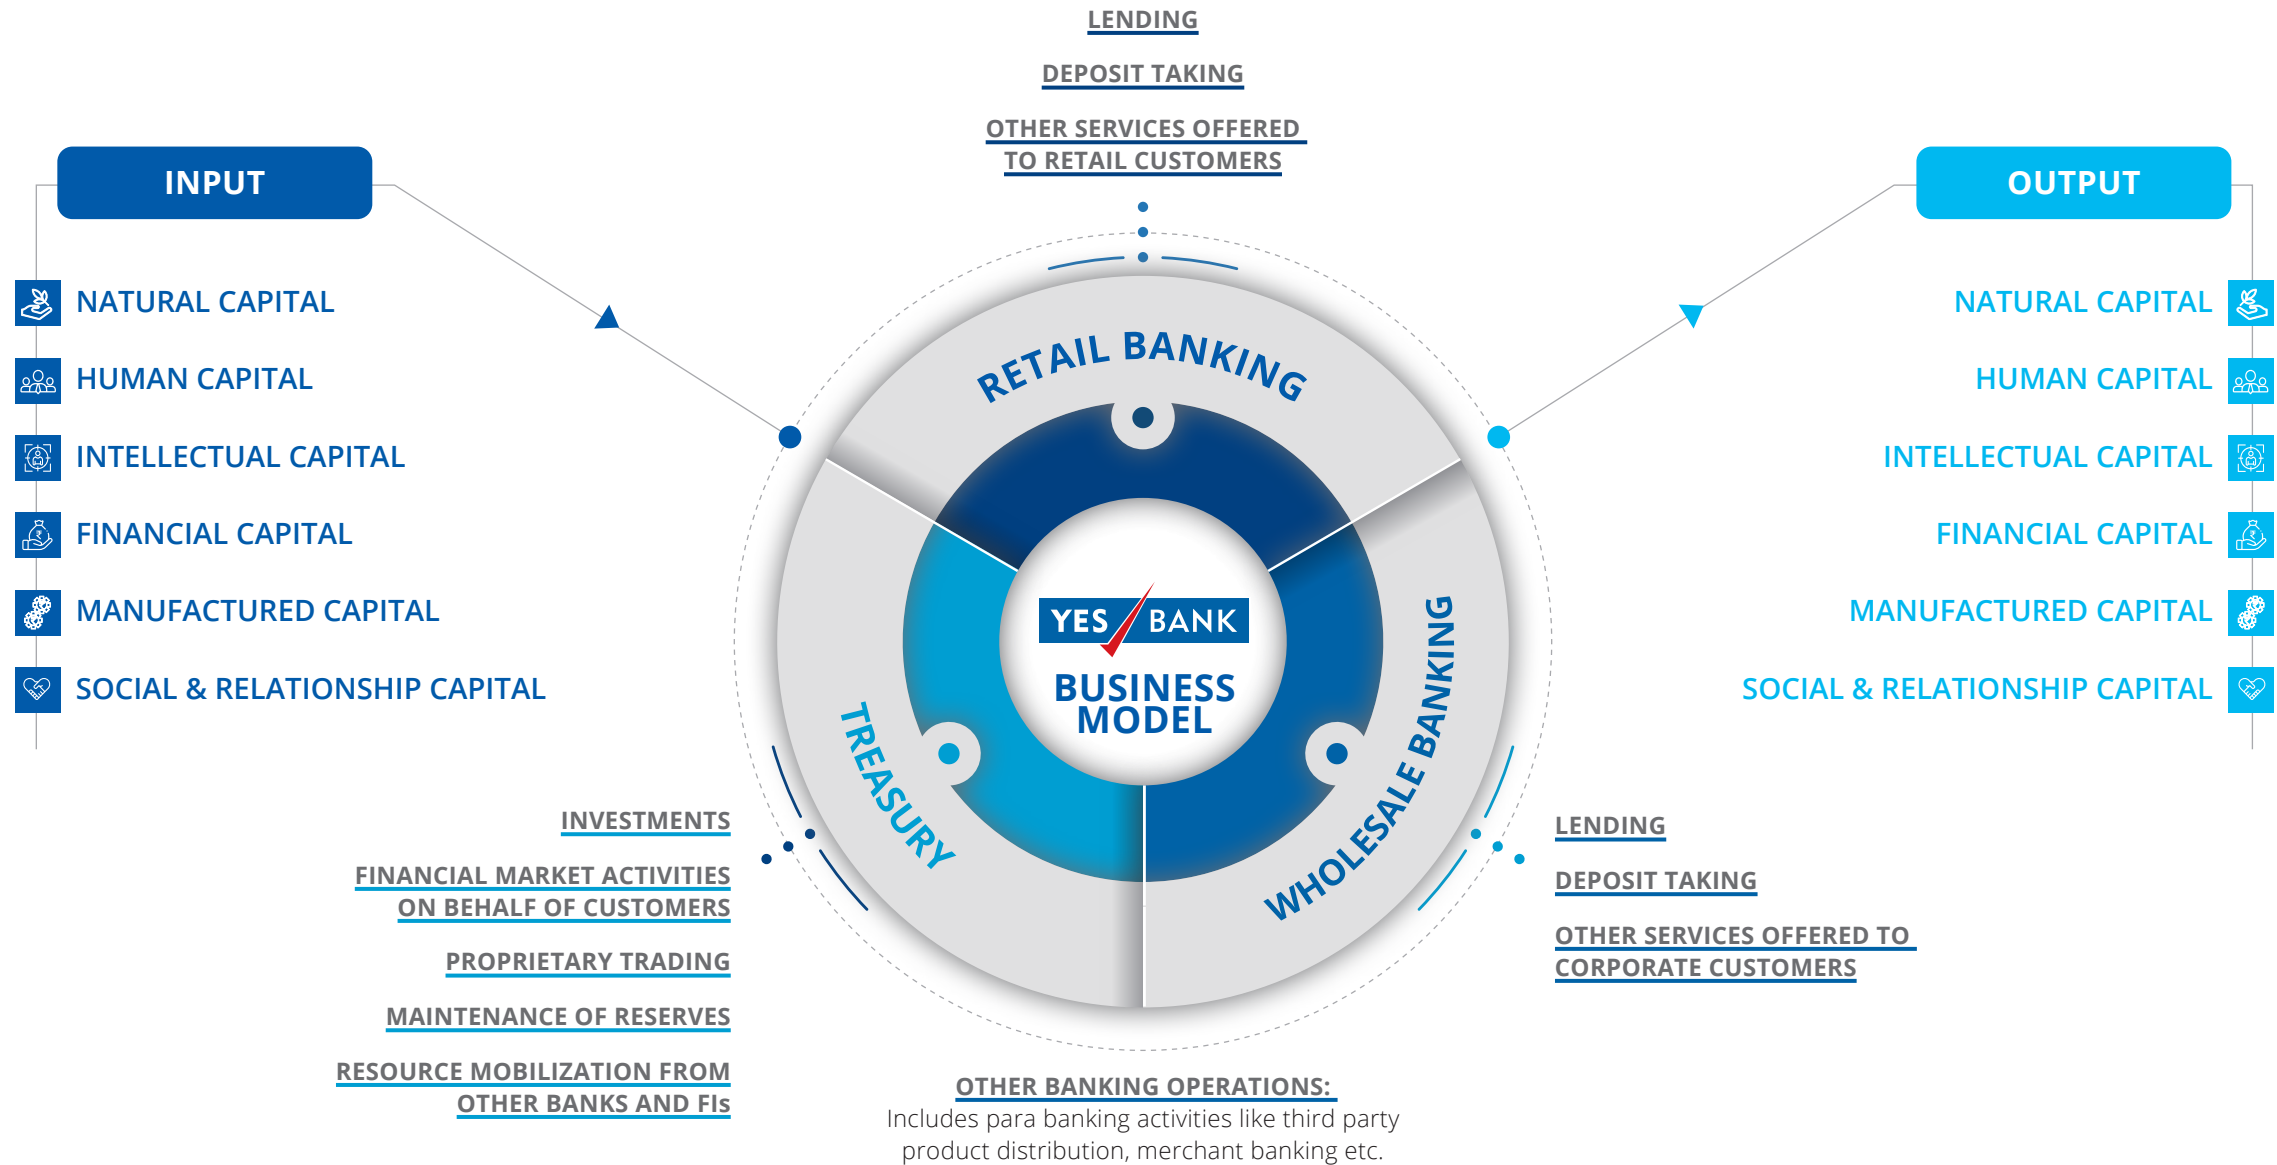 LENDING
DEPOSIT TAKING
OTHER SERVICES OFFERED
TO RETAIL CUSTOMERS
INPUT
NATURAL CAPITAL
HUMAN CAPITAL
INTELLECTUAL CAPITAL
FINANCIAL CAPITAL
MANUFACTURED CAPITAL
SOCIAL & RELATIONSHIP CAPITAL
RETAIL BANKING
YES BANK
BUSINESS
MODEL
TREASURY
WHOLESALE BANKING
OUTPUT
NATURAL CAPITAL
HUMAN CAPITAL
INTELLECTUAL CAPITAL
FINANCIAL CAPITAL
MANUFACTURED CAPITAL
SOCIAL & RELATIONSHIP CAPITAL
INVESTMENTS
FINANCIAL MARKET ACTIVITIES
ON BEHALF OF CUSTOMERS
PROPRIETARY TRADING
MAINTENANCE OF RESERVES
RESOURCE MOBILIZATION FROM
OTHER BANKS AND FIs
LENDING
DEPOSIT TAKING
OTHER SERVICES OFFERED TO
CORPORATE CUSTOMERS
OTHER BANKING OPERATIONS:
Includes para banking activities like third party
product distribution, merchant banking etc.